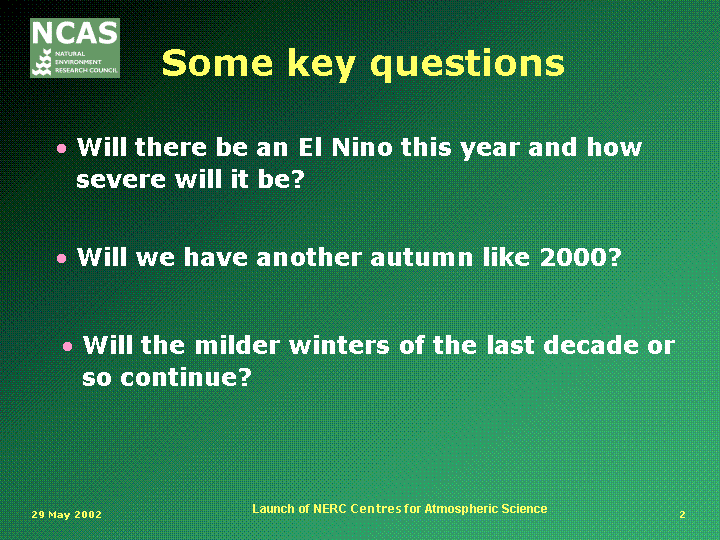 NCAS
NATURAL
ENVIRONMENT
RESEARCH COUNCIL
Some key questions
• Will there be an El Nino this year and how
severe will it be?
• Will we have another autumn like 2000?
• Will the milder winters of the last decade or
so continue?
29 May 2002
Launch of NERC Centres for Atmospheric Science
2